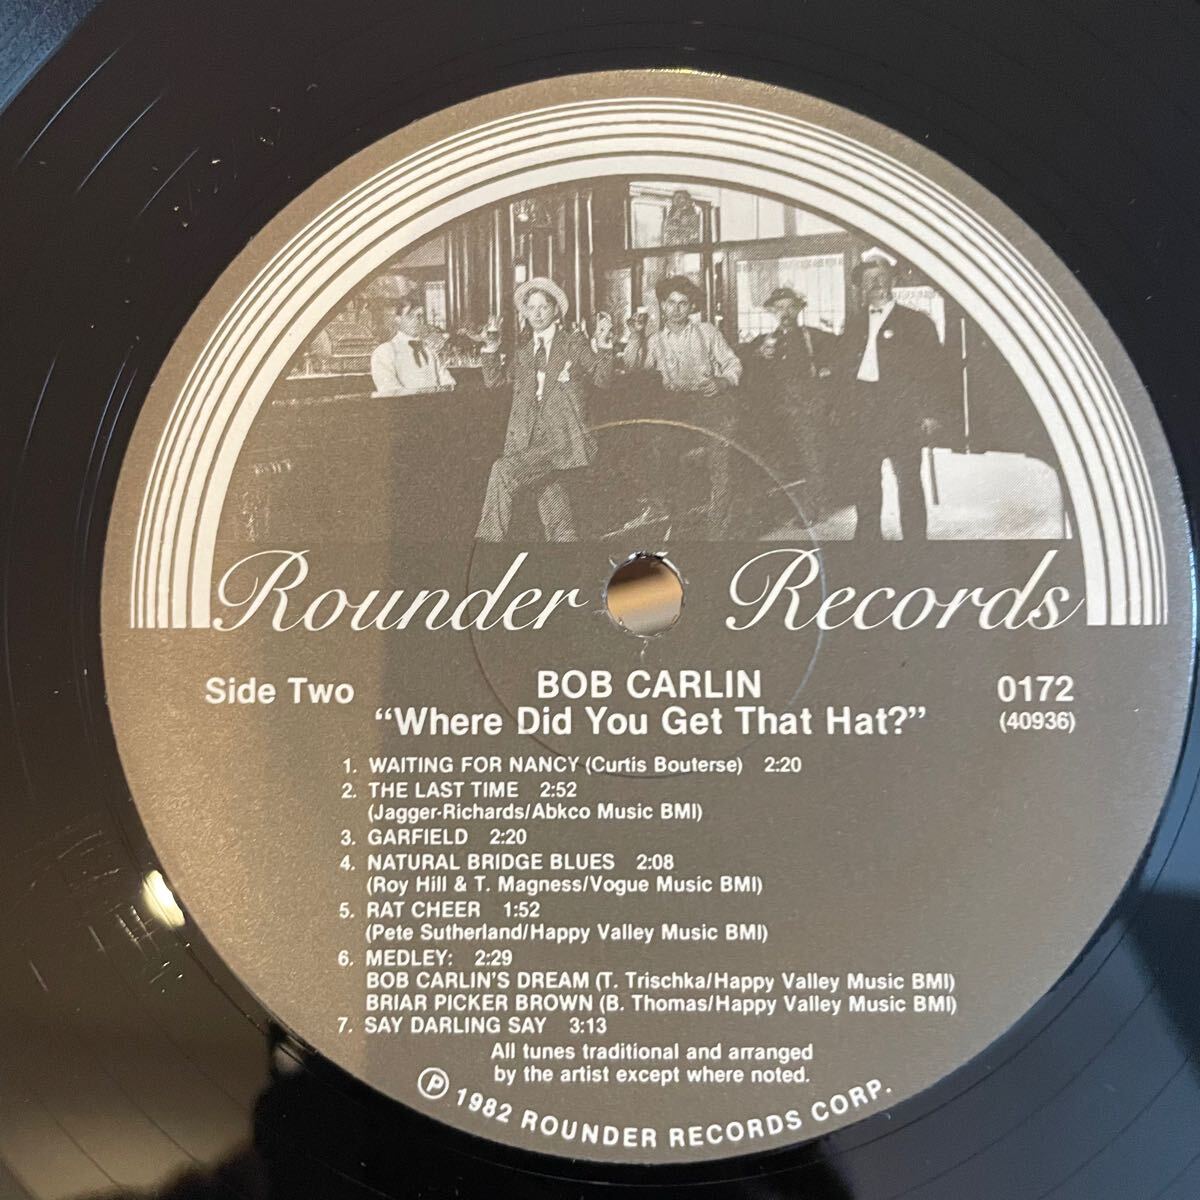 Rounder Records
Side Two
BOB CARLIN
0172
"Where Did You Get That Hat?"
(40936)
1. WAITING FOR NANCY (Curtis Bouterse) 2:20
2. THE LAST TIME 2:52
(Jagger-Richards/Abkco Music BMI)
3. GARFIELD 2:20
4. NATURAL BRIDGE BLUES 2:08
(Roy Hill & T. Magness/Vogue Music BMI)
5. RAT CHEER 1:52
(Pete Sutherland/Happy Valley Music BMI)
6. MEDLEY: 2:29
BOB CARLIN'S DREAM (T. Trischka/Happy Valley Music BMI)
BRIAR PICKER BROWN (B. Thomas/Happy Valley Music BMI)
7. SAY DARLING SAY 3:13
All tunes traditional and arranged
by the artist except where noted.
℗ 1982 ROUNDER RECORDS CORP.